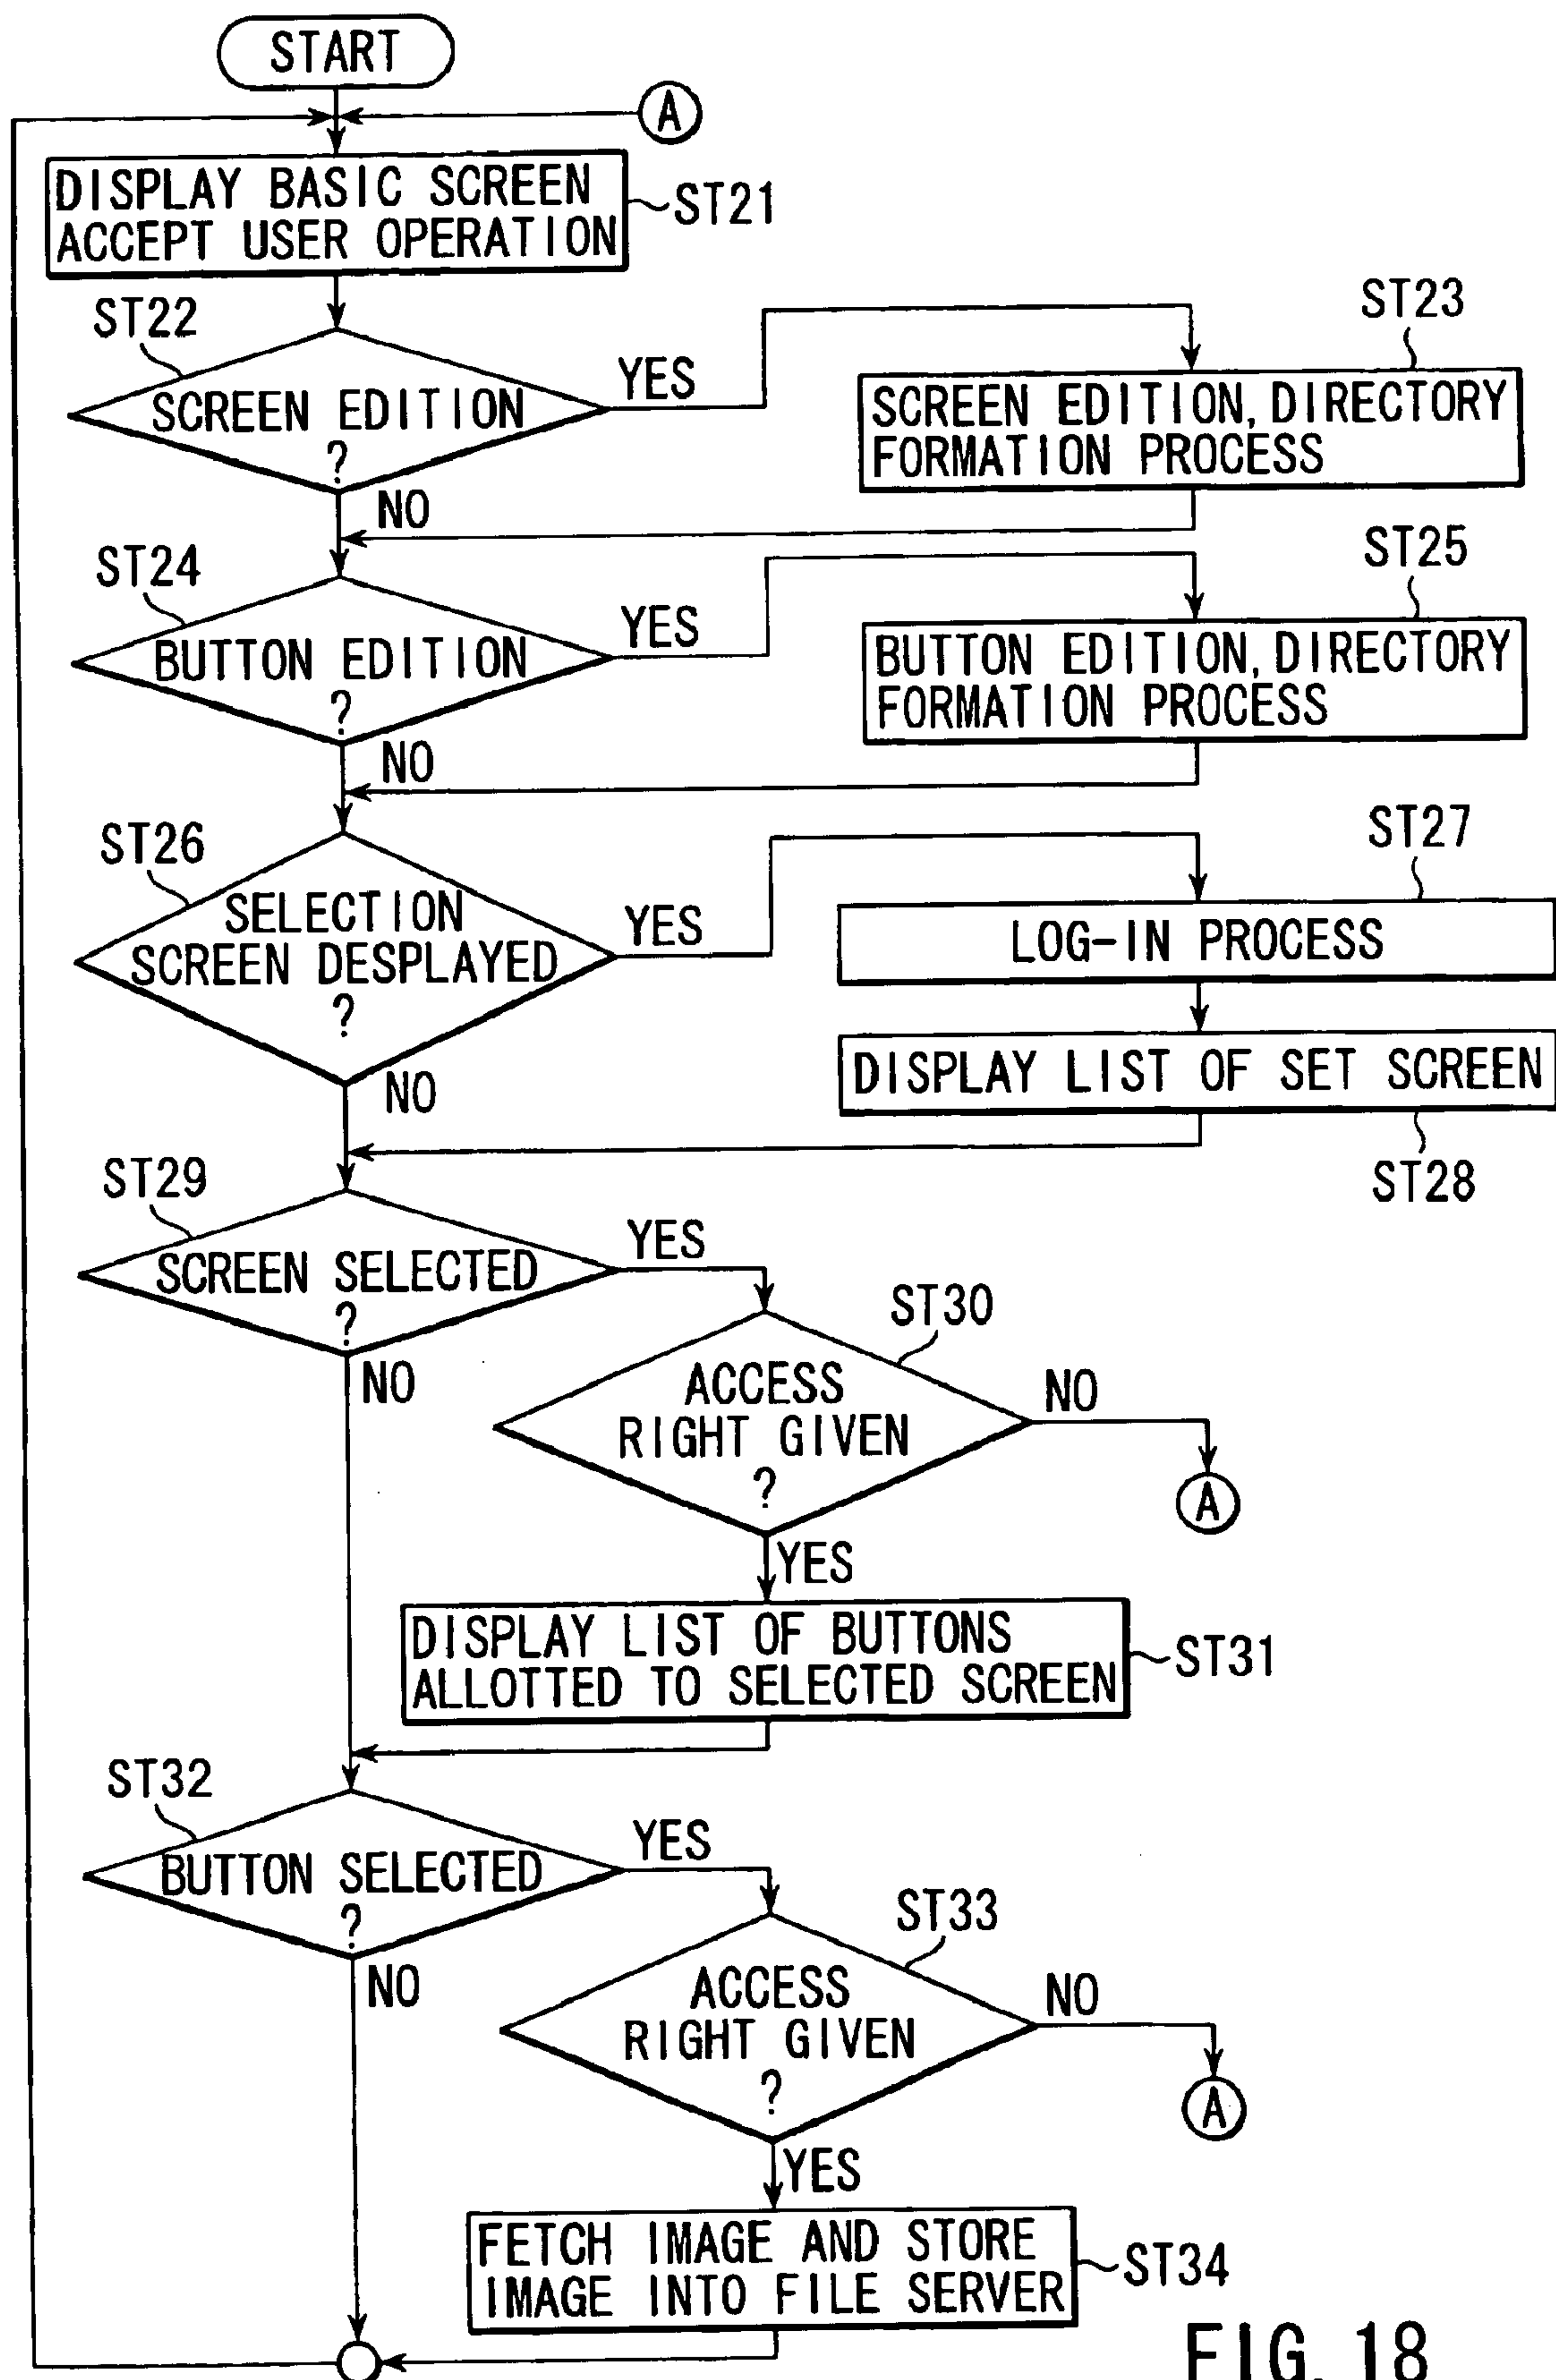 START
A
DISPLAY BASIC SCREEN
ACCEPT USER OPERATION
ST21
ST22
SCREEN EDITION
?
YES
NO
ST23
SCREEN EDITION, DIRECTORY
FORMATION PROCESS
ST24
BUTTON EDITION
?
YES
NO
ST25
BUTTON EDITION, DIRECTORY
FORMATION PROCESS
ST26
SELECTION
SCREEN DESPLAYED
?
YES
NO
ST27
LOG-IN PROCESS
DISPLAY LIST OF SET SCREEN
ST28
ST29
SCREEN SELECTED
?
YES
NO
ST30
ACCESS
RIGHT GIVEN
?
NO
A
YES
DISPLAY LIST OF BUTTONS
ALLOTTED TO SELECTED SCREEN
ST31
ST32
BUTTON SELECTED
?
YES
NO
ST33
ACCESS
RIGHT GIVEN
?
NO
A
YES
FETCH IMAGE AND STORE
IMAGE INTO FILE SERVER
ST34
FIG. 18